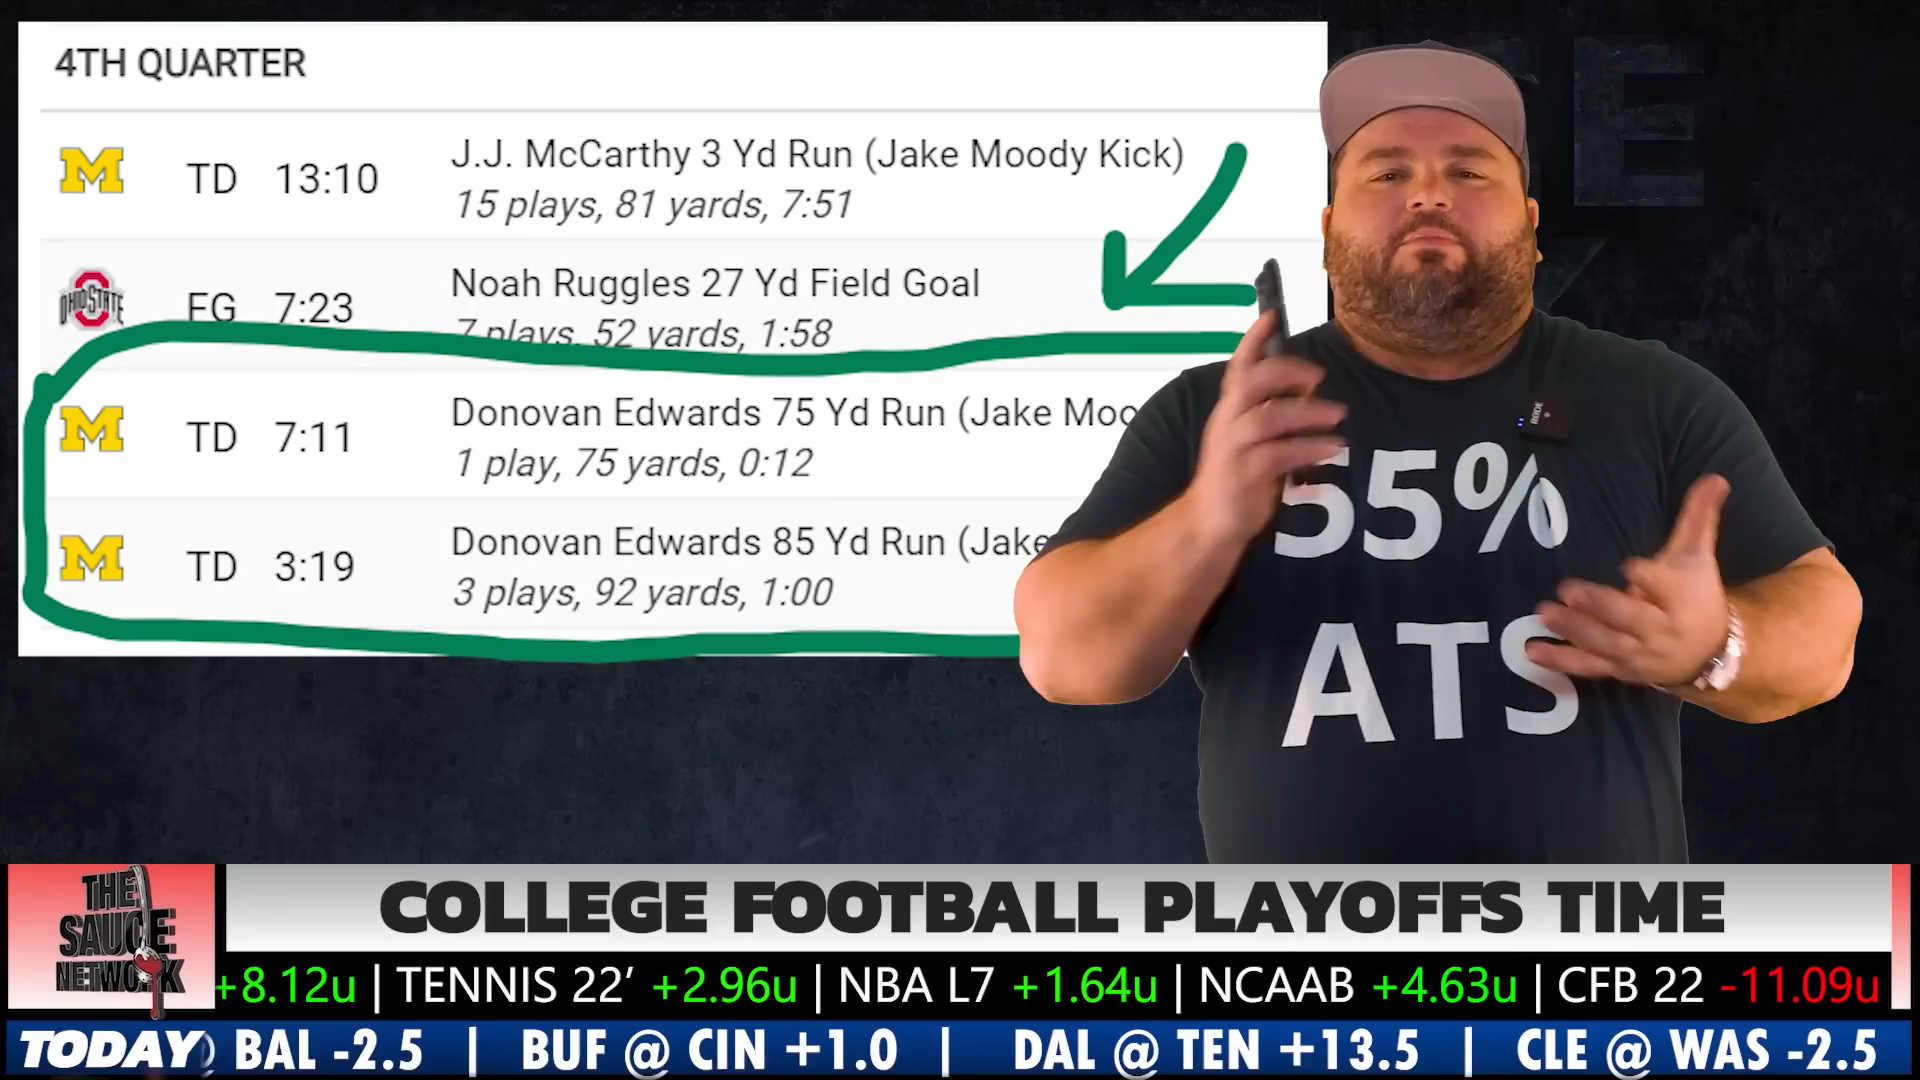 4TH QUARTER
TD 13:10 J.J. McCarthy 3 Yd Run (Jake Moody Kick)
15 plays, 81 yards, 7:51
OHIO STATE
FG 7:23 Noah Ruggles 27 Yd Field Goal
7 plays, 52 yards, 1:58
M TD 7:11 Donovan Edwards 75 Yd Run (Jake Moo
1 play, 75 yards, 0:12
M TD 3:19 Donovan Edwards 85 Yd Run (Jake
3 plays, 92 yards, 1:00
RODE
55%
ATS
THE
SAUCE
NETWORK
COLLEGE FOOTBALL PLAYOFFS TIME
+8.12u | TENNIS 22' +2.96u | NBA L7 +1.64u | NCAAB +4.63u | CFB 22 -11.09u
TODAY @ BAL -2.5 | BUF @ CIN +1.0 | DAL @ TEN +13.5 | CLE @ WAS -2.5